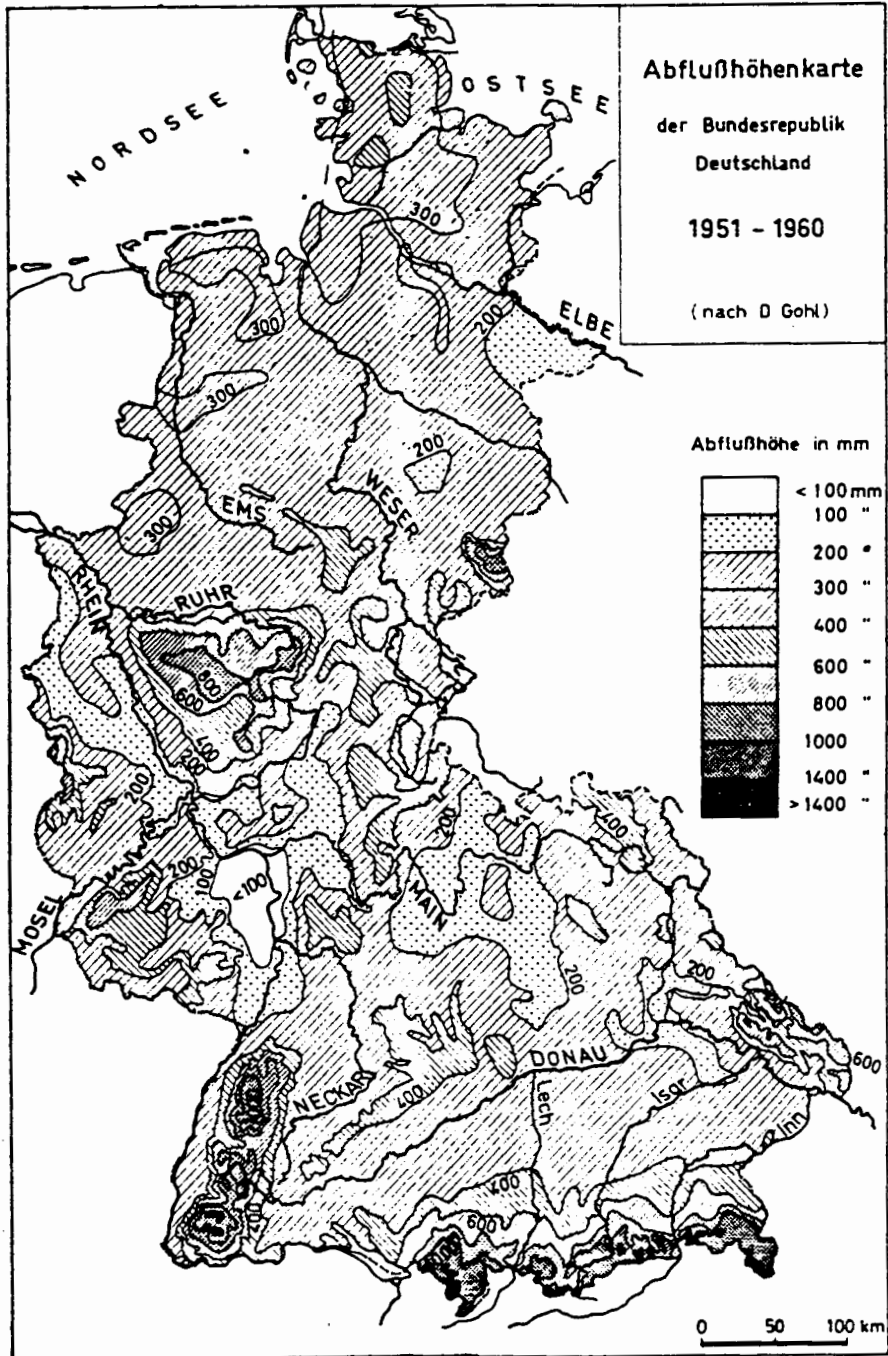 Abflußhöhenkarte
der Bundesrepublik
Deutschland
1951 - 1960
(nach D Gohl)
NORDSEE
OSTSEE
300
300
200
ELBE
300
200
WESER
EMS
300
Abflußhöhe in mm
< 100 mm
100 "
200 "
300 "
400 "
600 "
800 "
1000
1400 "
> 1400 "
RHEIN
RUHR
800
600
400
200
200
200
100
<100
MOSEL
MAIN
200
400
200
200
600
DONAU
NECKAR
400
Lech
Isar
Inn
400
600
0 50 100 km